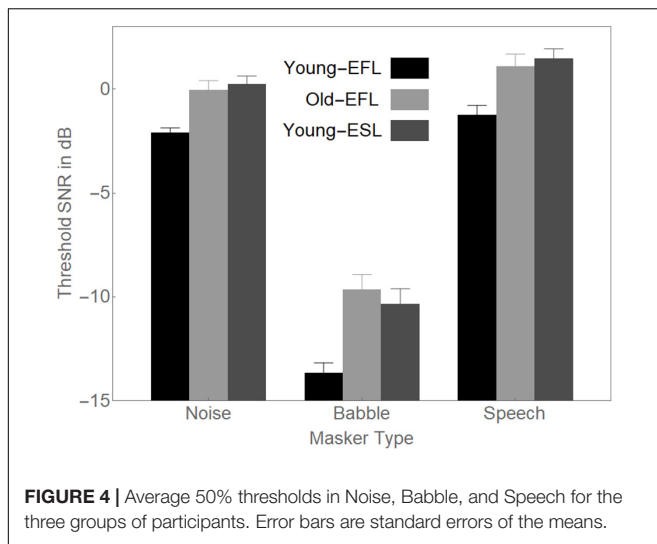 Young−EFL
Old−EFL
Young−ESL
0
−5
−10
−15
Threshold SNR in dB
Noise Babble Speech
Masker Type
FIGURE 4 | Average 50% thresholds in Noise, Babble, and Speech for the
three groups of participants. Error bars are standard errors of the means.